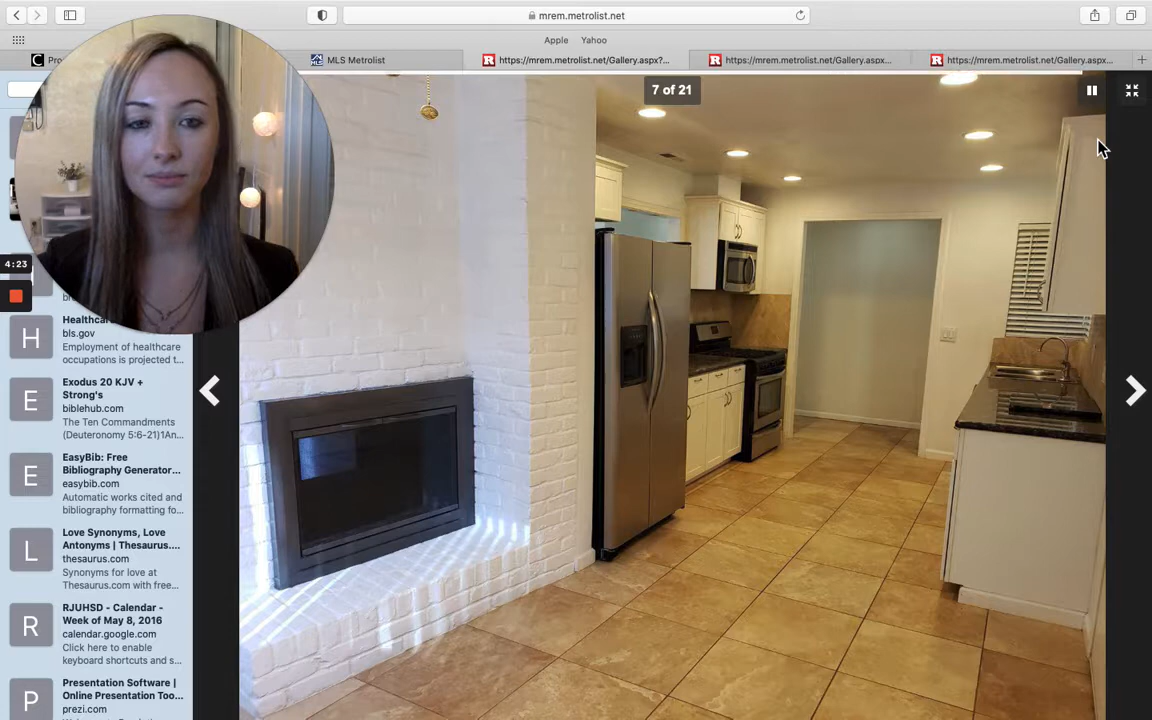 mrem.metrolist.net
Apple
Yahoo
Pro
MLS Metrolist
https://mrem.metrolist.net/Gallery.aspx?...
https://mrem.metrolist.net/Gallery.aspx...
https://mrem.metrolist.net/Gallery.aspx...
7 of 21
4:23
H
Healthcar
bls.gov
Employment of healthcare
occupations is projected t...
E
Exodus 20 KJV +
Strong's
biblehub.com
The Ten Commandments
(Deuteronomy 5:6-21)1An...
E
EasyBib: Free
Bibliography Generator...
easybib.com
Automatic works cited and
bibliography formatting fo...
L
Love Synonyms, Love
Antonyms | Thesaurus....
thesaurus.com
Synonyms for love at
Thesaurus.com with free...
R
RJUHSD - Calendar -
Week of May 8, 2016
calendar.google.com
Click here to enable
keyboard shortcuts and s...
P
Presentation Software |
Online Presentation Too...
prezi.com